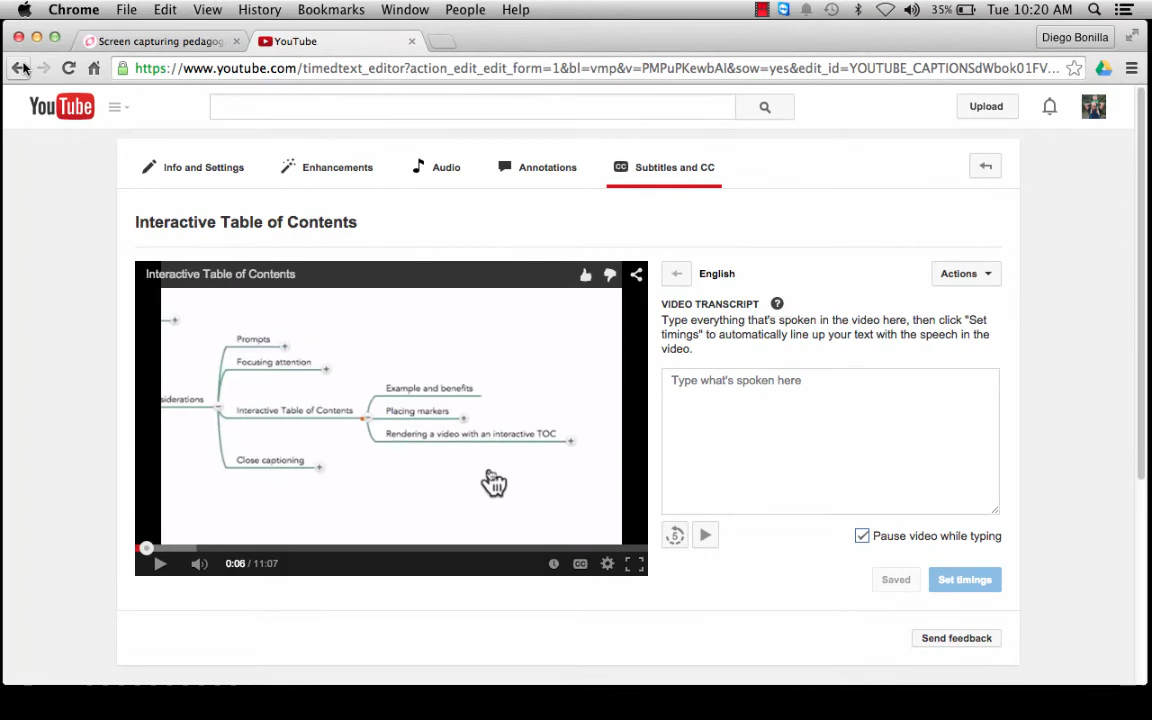 Chrome File Edit View History Bookmarks Window People Help 35% Tue 10:20 AM
Screen capturing pedagog × YouTube × Diego Bonilla
https://www.youtube.com/timedtext_editor?action_edit_edit_form=1&bl=vmp&v=PMPuPKewbAI&sow=yes&edit_id=YOUTUBE_CAPTIONSdWbok01FV...
YouTube Upload
Info and Settings Enhancements Audio Annotations CC Subtitles and CC
Interactive Table of Contents
Interactive Table of Contents
Prompts
Focusing attention
Example and benefits
siderations Interactive Table of Contents Placing markers
Rendering a video with an interactive TOC
Close captioning
0:06 / 11:07 CC
English Actions
VIDEO TRANSCRIPT ?
Type everything that's spoken in the video here, then click "Set
timings" to automatically line up your text with the speech in the
video.
Type what's spoken here
5 Pause video while typing
Saved Set timings
Send feedback